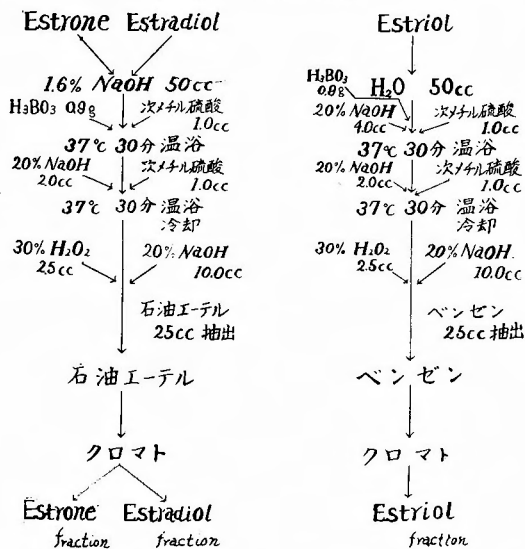 Estrone Estradiol
1.6% NaOH 50cc
H₃BO₃ 0.9g 次メチル硫酸
1.0cc
37℃ 30分 温浴
20% NaOH 次メチル硫酸
2.0cc 1.0cc
37℃ 30分 温浴
冷却
30% H₂O₂ 20% NaOH
2.5cc 10.0cc
石油エーテル
25cc 抽出
石油エーテル
クロマト
Estrone Estradiol
fraction fraction
Estriol
H₃BO₃
0.9g H₂O 50cc
20% NaOH 次メチル硫酸
4.0cc 1.0cc
37℃ 30分 温浴
20% NaOH 次メチル硫酸
2.0cc 1.0cc
37℃ 30分 温浴
冷却
30% H₂O₂ 20% NaOH.
2.5cc 10.0cc
ベンゼン
25cc 抽出
ベンゼン
クロマト
Estriol
fraction